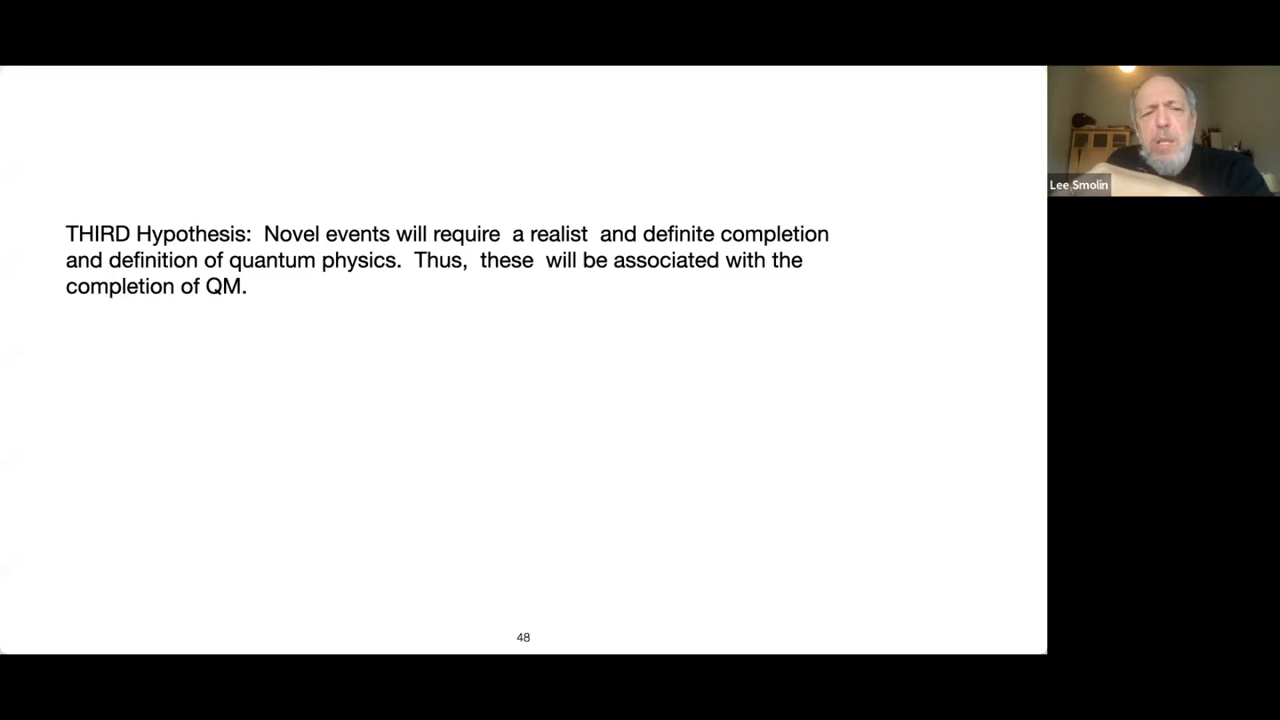 THIRD Hypothesis: Novel events will require a realist and definite completion
and definition of quantum physics. Thus, these will be associated with the
completion of QM.
Lee Smolin
48